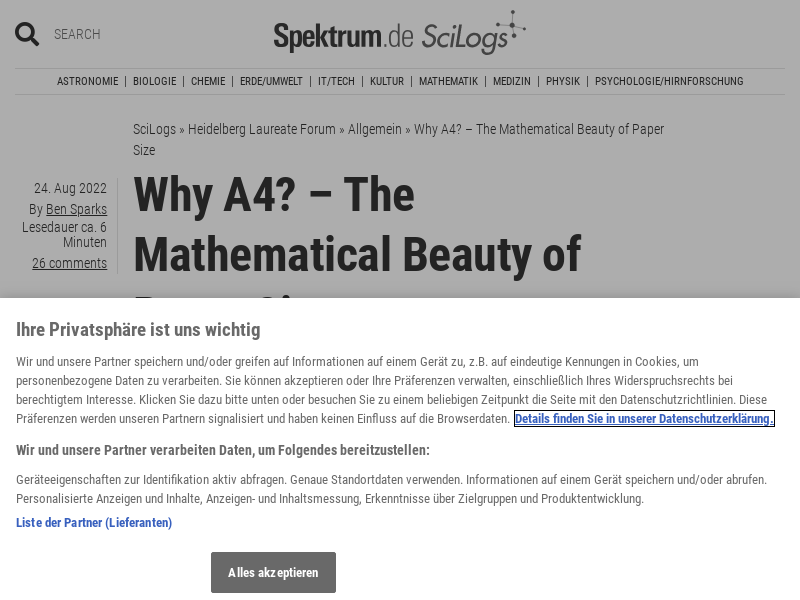 SEARCH
Spektrum.de SciLogs
ASTRONOMIE | BIOLOGIE | CHEMIE | ERDE/UMWELT | IT/TECH | KULTUR | MATHEMATIK | MEDIZIN | PHYSIK | PSYCHOLOGIE/HIRNFORSCHUNG
SciLogs » Heidelberg Laureate Forum » Allgemein » Why A4? – The Mathematical Beauty of Paper
Size
24. Aug 2022
By Ben Sparks
Lesedauer ca. 6
Minuten
26 comments
Why A4? – The
Mathematical Beauty of
Ihre Privatsphäre ist uns wichtig
Wir und unsere Partner speichern und/oder greifen auf Informationen auf einem Gerät zu, z.B. auf eindeutige Kennungen in Cookies, um
personenbezogene Daten zu verarbeiten. Sie können akzeptieren oder Ihre Präferenzen verwalten, einschließlich Ihres Widerspruchsrechts bei
berechtigtem Interesse. Klicken Sie dazu bitte unten oder besuchen Sie zu einem beliebigen Zeitpunkt die Seite mit den Datenschutzrichtlinien. Diese
Präferenzen werden unseren Partnern signalisiert und haben keinen Einfluss auf die Browserdaten. Details finden Sie in unserer Datenschutzerklärung.
Wir und unsere Partner verarbeiten Daten, um Folgendes bereitzustellen:
Geräteeigenschaften zur Identifikation aktiv abfragen. Genaue Standortdaten verwenden. Informationen auf einem Gerät speichern und/oder abrufen.
Personalisierte Anzeigen und Inhalte, Anzeigen- und Inhaltsmessung, Erkenntnisse über Zielgruppen und Produktentwicklung.
Liste der Partner (Lieferanten)
Alles akzeptieren